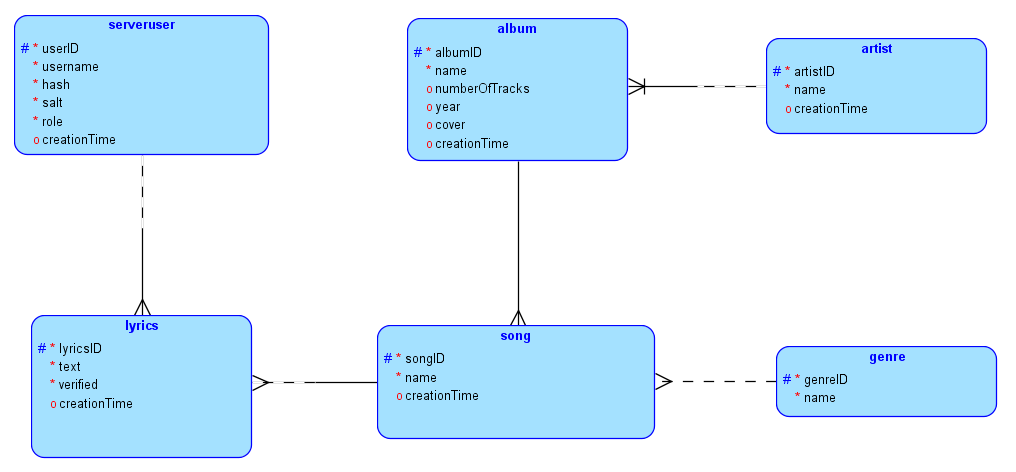 serveruser
# * userID
* username
* hash
* salt
* role
o creationTime
album
# * albumID
* name
o numberOfTracks
o year
o cover
o creationTime
artist
# * artistID
* name
o creationTime
lyrics
# * lyricsID
* text
* verified
o creationTime
song
# * songID
* name
o creationTime
genre
# * genreID
* name